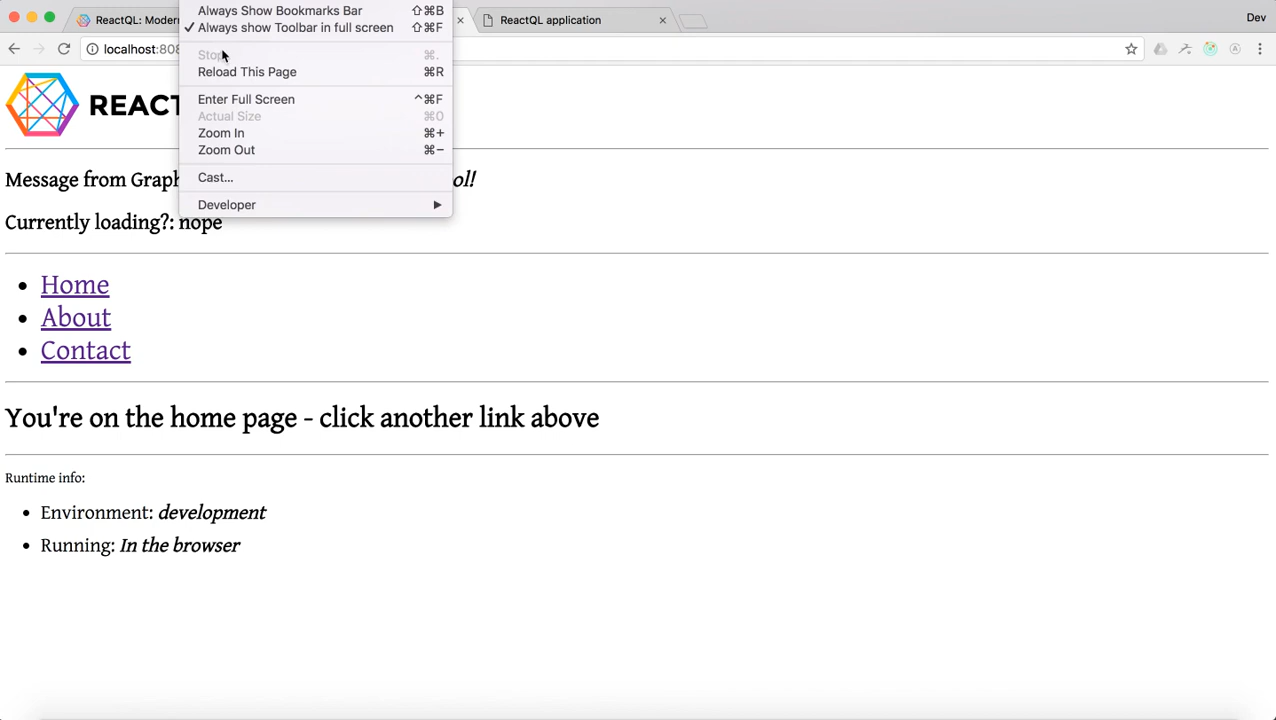 ReactQL: Modern
ReactQL application
Dev
localhost:808
Always Show Bookmarks Bar ⇧⌘B
✓ Always show Toolbar in full screen ⇧⌘F
Stop ⌘.
Reload This Page ⌘R
Enter Full Screen ^⌘F
Actual Size ⌘0
Zoom In ⌘+
Zoom Out ⌘−
Cast...
Developer
REACT
Message from Graph
ol!
Currently loading?: nope
• Home
• About
• Contact
You're on the home page - click another link above
Runtime info:
• Environment: development
• Running: In the browser